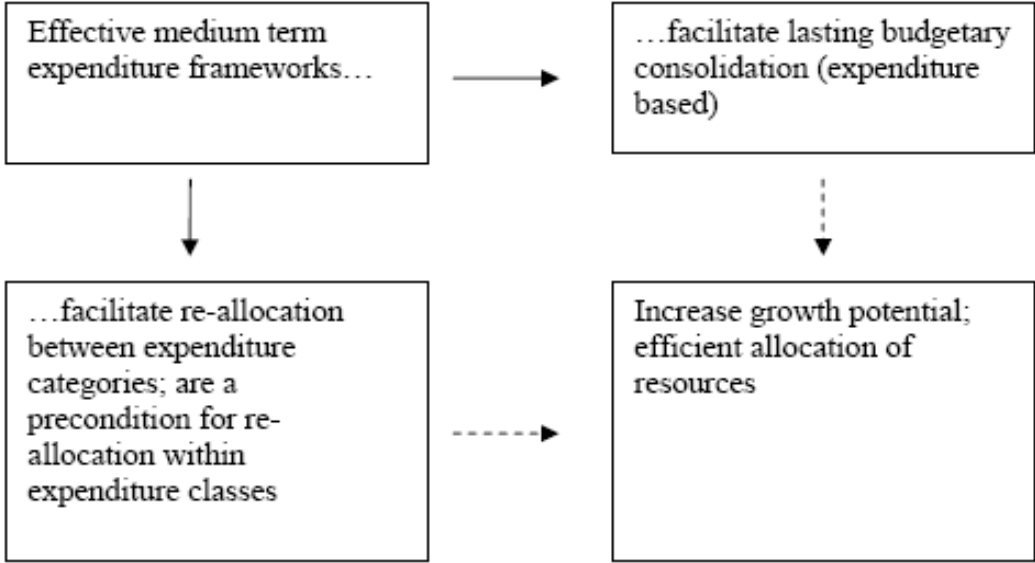 Effective medium term
expenditure frameworks…
…facilitate lasting budgetary
consolidation (expenditure
based)
…facilitate re-allocation
between expenditure
categories; are a
precondition for re-
allocation within
expenditure classes
Increase growth potential;
efficient allocation of
resources